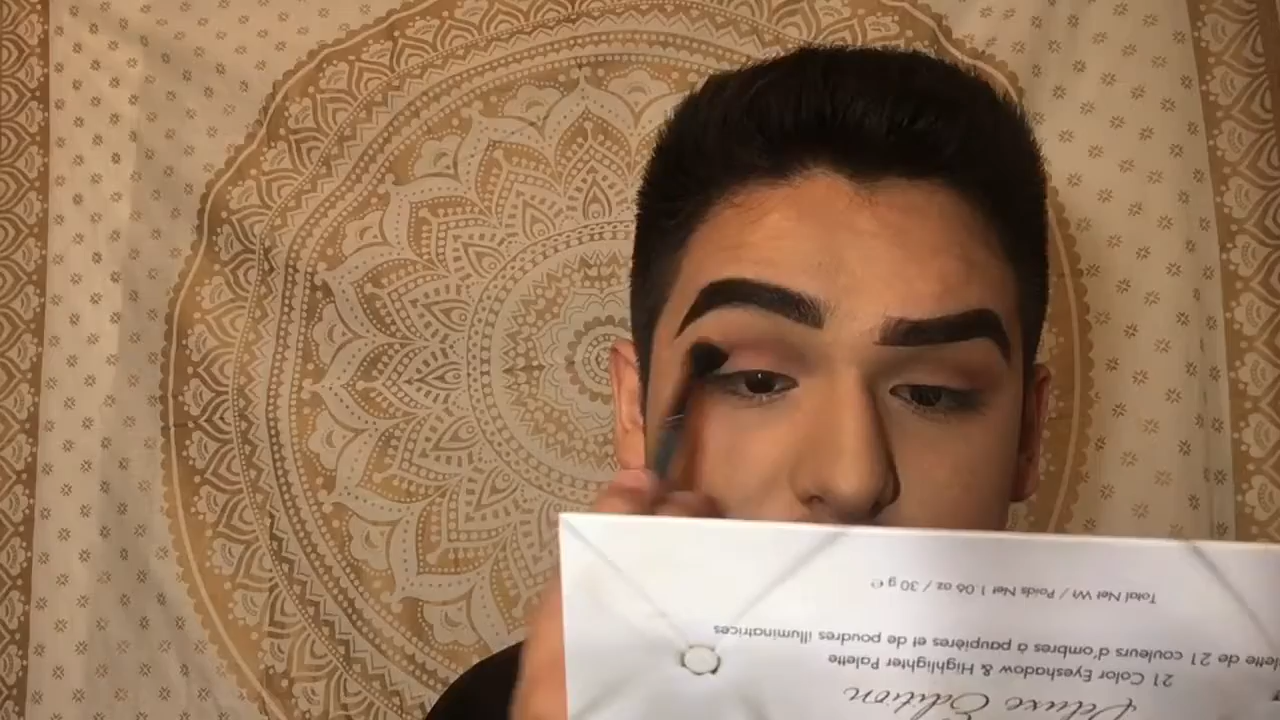 Deluxe Edition
21 Color Eyeshadow & Highlighter Palette
lette de 21 couleurs d'ombres à paupières et de poudres illuminatrices
Total Net Wt / Poids Net 1.06 oz / 30 g ℮